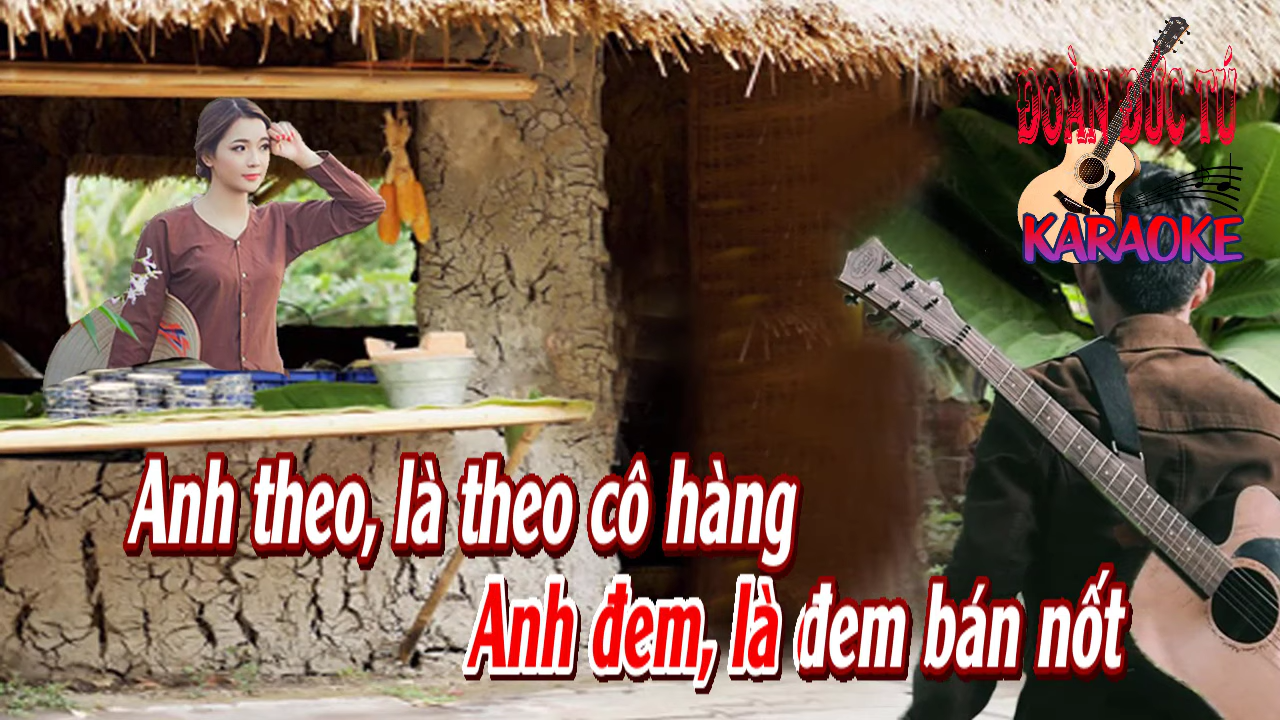 ĐOÀN ĐỨC TÚ
KARAOKE
Anh theo, là theo cô hàng
Anh đem, là đem bán nốt